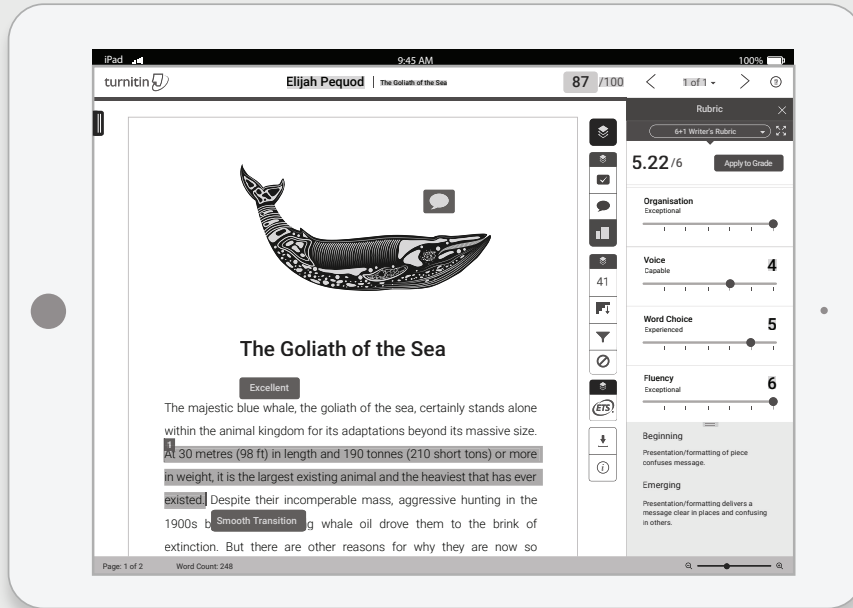 iPad 9:45 AM 100%
turnitin Elijah Pequod The Goliath of the Sea 87 /100 1 of 1
Rubric
6+1 Writer's Rubric
5.22/6 Apply to Grade
Organisation
Exceptional
Voice 4
Capable
Word Choice 5
Experienced
Fluency 6
Exceptional
Beginning
Presentation/formatting of piece
confuses message.
Emerging
Presentation/formatting delivers a
message clear in places and confusing
in others.
41
ETS
The Goliath of the Sea
Excellent
The majestic blue whale, the goliath of the sea, certainly stands alone
within the animal kingdom for its adaptations beyond its massive size.
1
At 30 metres (98 ft) in length and 190 tonnes (210 short tons) or more
in weight, it is the largest existing animal and the heaviest that has ever
existed. Despite their incomperable mass, aggressive hunting in the
1900s b Smooth Transition g whale oil drove them to the brink of
extinction. But there are other reasons for why they are now so
Page: 1 of 2 Word Count: 248